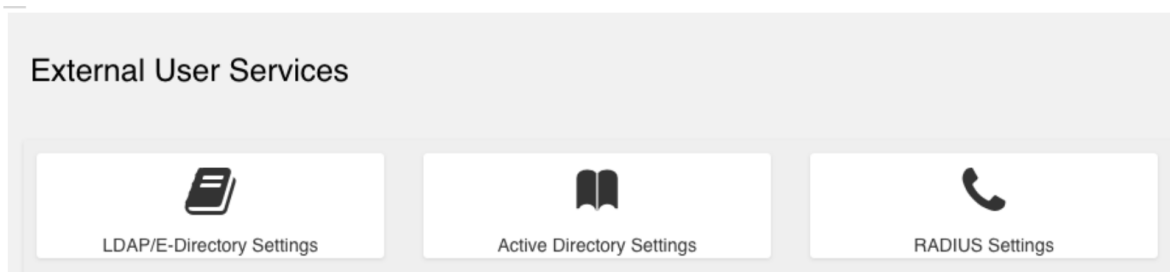 External User Services
LDAP/E-Directory Settings
Active Directory Settings
RADIUS Settings